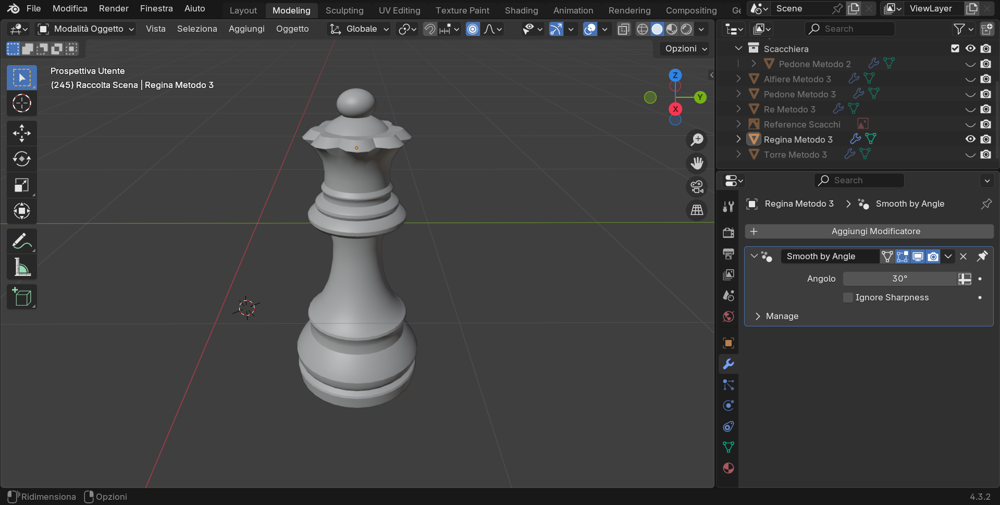 File Modifica Render Finestra Aiuto Layout Modeling Sculpting UV Editing Texture Paint Shading Animation Rendering Compositing Ge Scene ViewLayer
Modalità Oggetto Vista Seleziona Aggiungi Oggetto Globale Search
Opzioni
Prospettiva Utente
(245) Raccolta Scena | Regina Metodo 3
Z
Y
X
Scacchiera
Pedone Metodo 2
Alfiere Metodo 3
Pedone Metodo 3
Re Metodo 3
Reference Scacchi
Regina Metodo 3
Torre Metodo 3
Search
Regina Metodo 3 Smooth by Angle
Aggiungi Modificatore
Smooth by Angle
Angolo 30°
Ignore Sharpness
Manage
Ridimensiona Opzioni 4.3.2